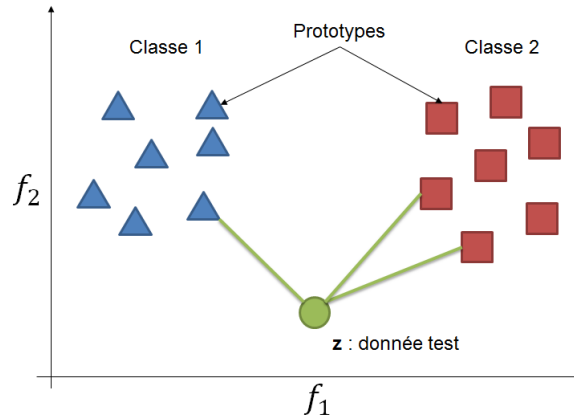 Prototypes
Classe 1
Classe 2
f₂
z : donnée test
f₁